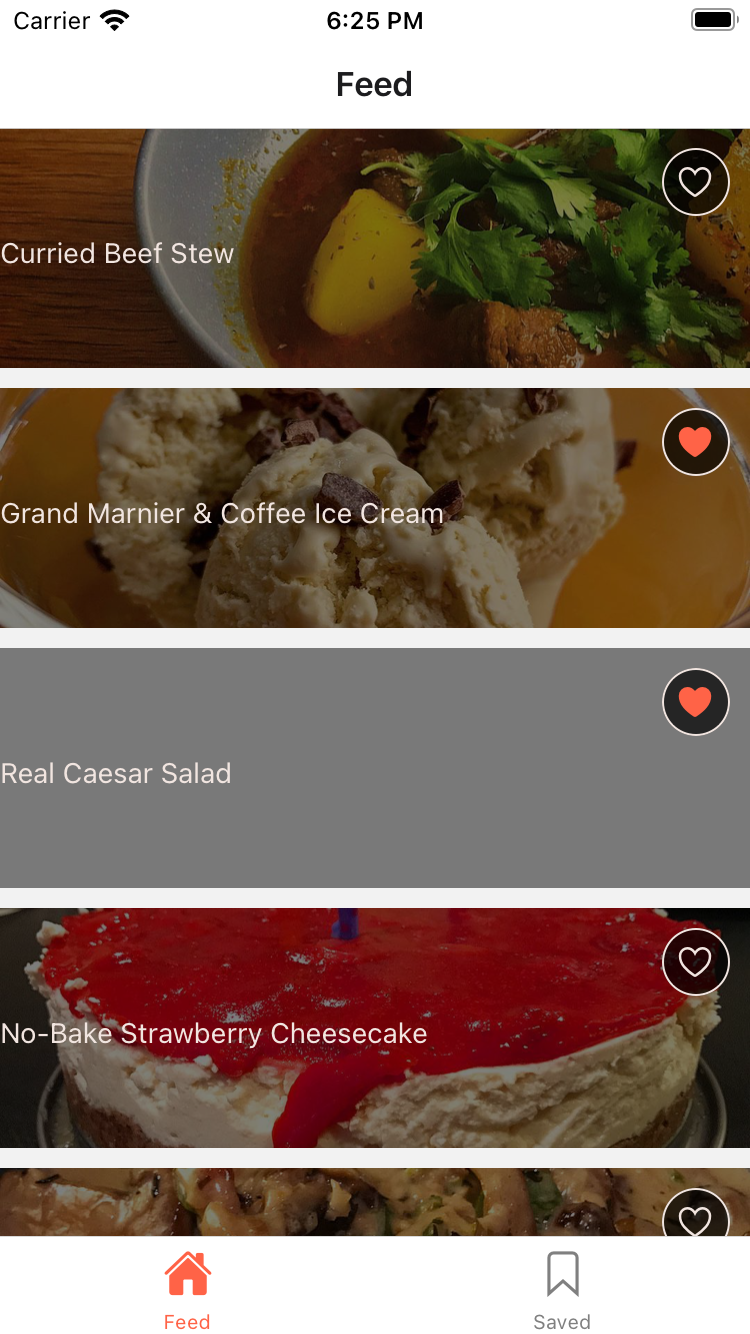 Carrier 6:25 PM
Feed
Curried Beef Stew
Grand Marnier & Coffee Ice Cream
Real Caesar Salad
No-Bake Strawberry Cheesecake
Feed Saved